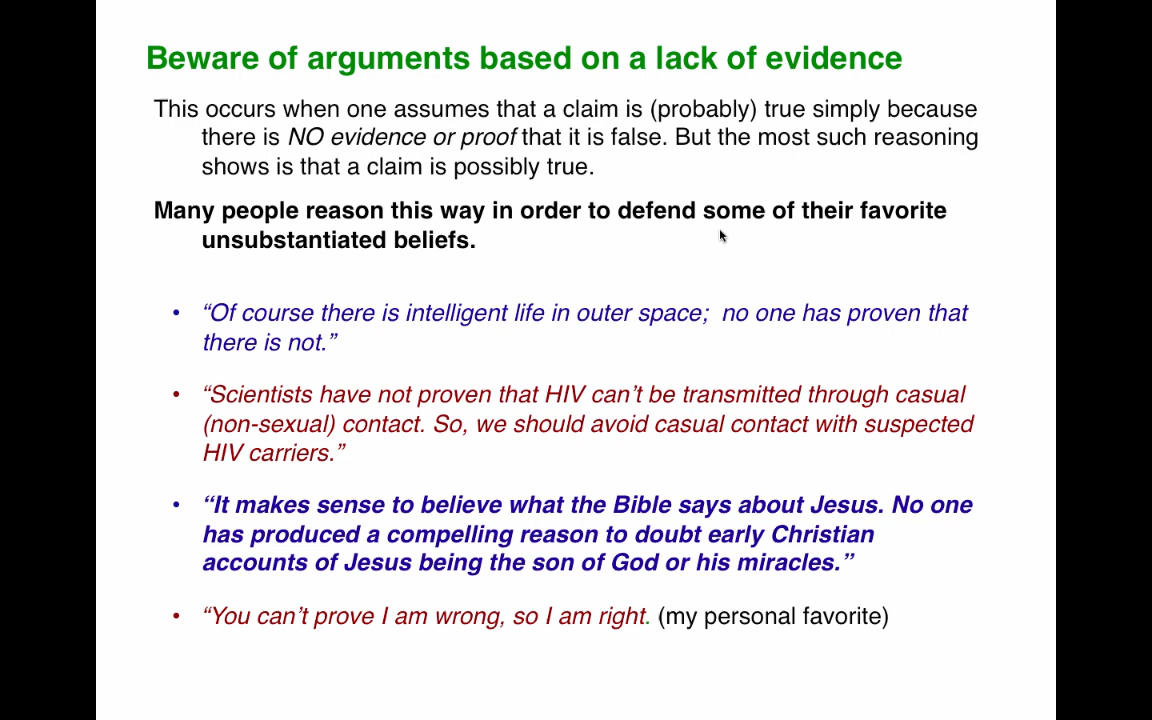 Beware of arguments based on a lack of evidence
This occurs when one assumes that a claim is (probably) true simply because
there is NO evidence or proof that it is false. But the most such reasoning
shows is that a claim is possibly true.
Many people reason this way in order to defend some of their favorite
unsubstantiated beliefs.
• “Of course there is intelligent life in outer space; no one has proven that
there is not.”
• “Scientists have not proven that HIV can’t be transmitted through casual
(non-sexual) contact. So, we should avoid casual contact with suspected
HIV carriers.”
• “It makes sense to believe what the Bible says about Jesus. No one
has produced a compelling reason to doubt early Christian
accounts of Jesus being the son of God or his miracles.”
• “You can’t prove I am wrong, so I am right. (my personal favorite)